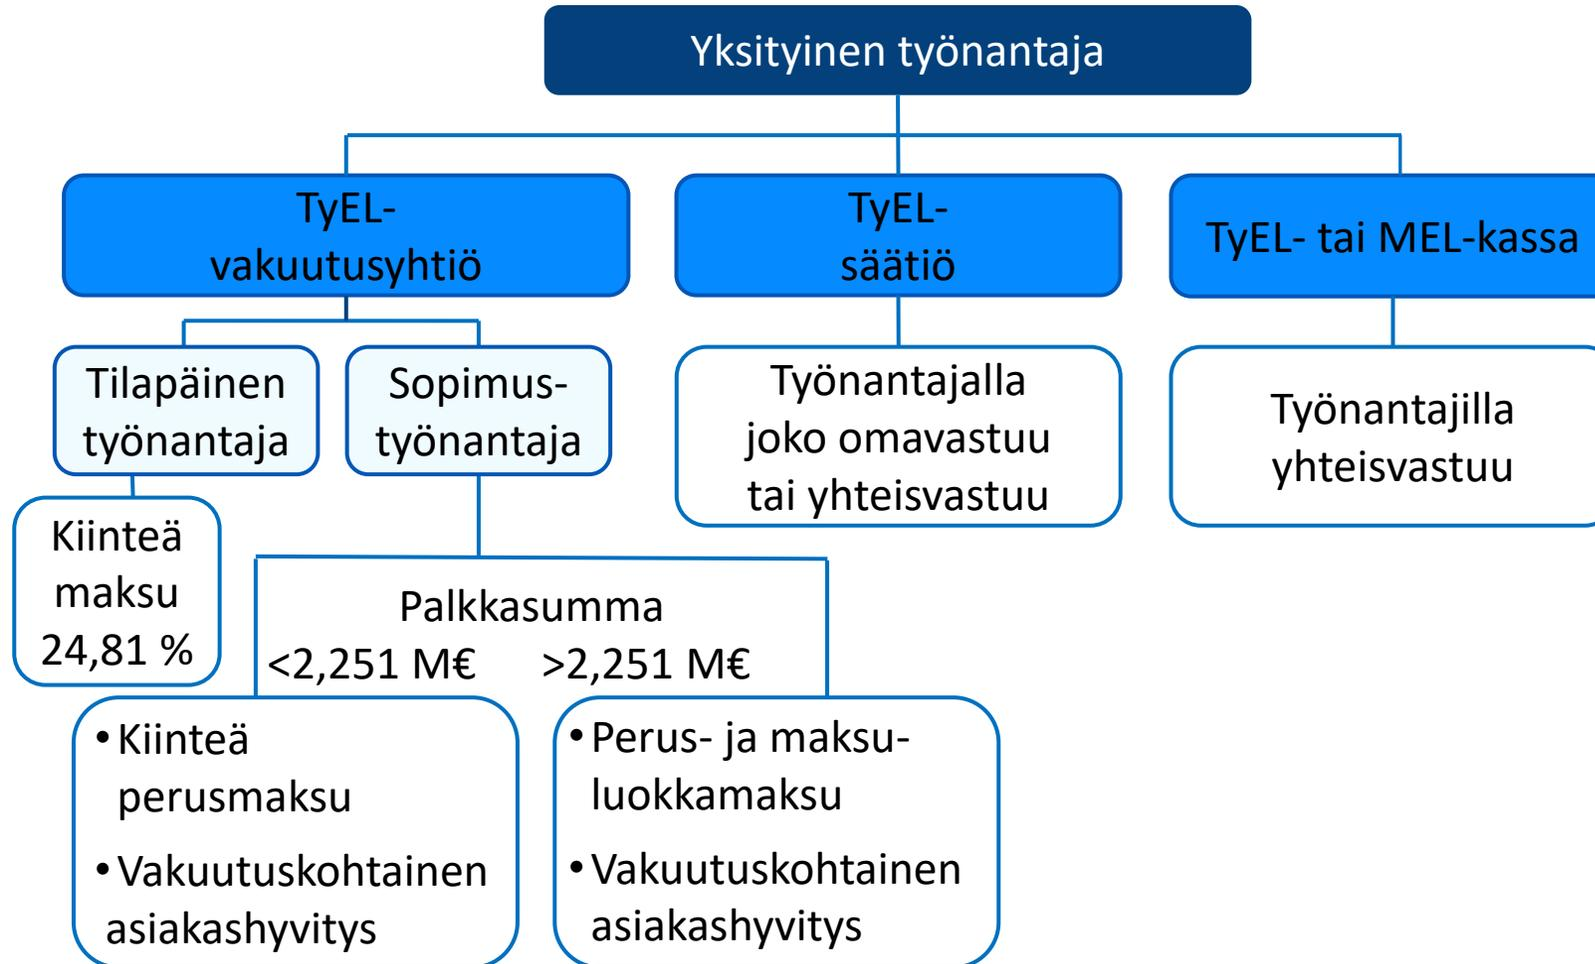 Yksityinen työnantaja
TyEL-
vakuutusyhtiö
TyEL-
säätiö
TyEL- tai MEL-kassa
Tilapäinen
työnantaja
Sopimus-
työnantaja
Työnantajalla
joko omavastuu
tai yhteisvastuu
Työnantajilla
yhteisvastuu
Kiinteä
maksu
24,81 %
Palkkasumma
<2,251 M€ >2,251 M€
• Kiinteä
perusmaksu
• Vakuutuskohtainen
asiakashyvitys
• Perus- ja maksu-
luokkamaksu
• Vakuutuskohtainen
asiakashyvitys